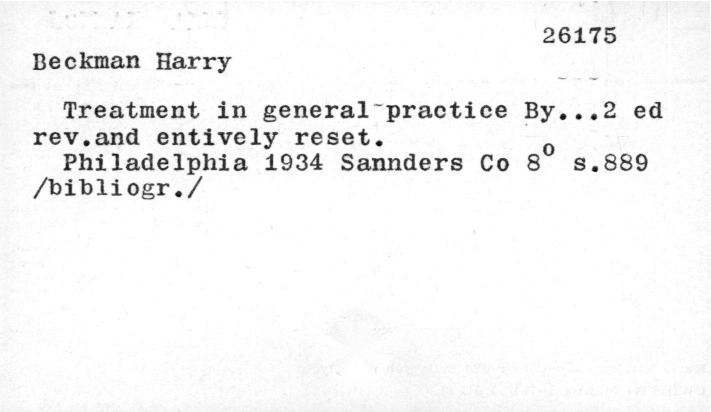 26175
Beckman Harry
Treatment in general-practice By...2 ed
rev.and entively reset.
Philadelphia 1934 Sannders Co 8° s.889
/bibliogr./